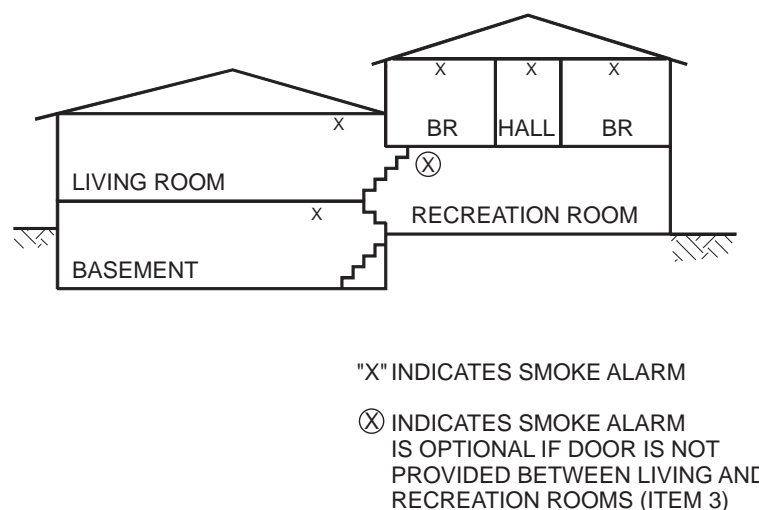 X X X
X
BR HALL BR
LIVING ROOM
Ⓧ
X
RECREATION ROOM
BASEMENT
"X" INDICATES SMOKE ALARM
Ⓧ INDICATES SMOKE ALARM
IS OPTIONAL IF DOOR IS NOT
PROVIDED BETWEEN LIVING AND
RECREATION ROOMS (ITEM 3)